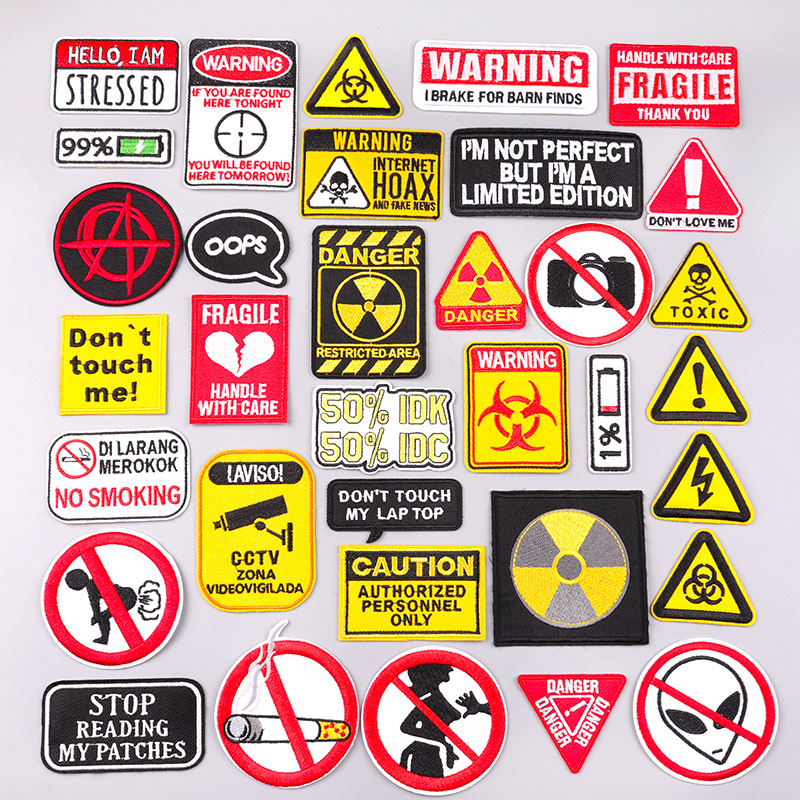 HELLO, I AM
STRESSED
WARNING
IF YOU ARE FOUND
HERE TONIGHT
YOU WILL BE FOUND
HERE TOMORROW!
WARNING
I BRAKE FOR BARN FINDS
HANDLE WITH CARE
FRAGILE
THANK YOU
99%
WARNING
INTERNET
HOAX
AND FAKE NEWS
I'M NOT PERFECT
BUT I'M A
LIMITED EDITION
DON'T LOVE ME
OOPS
DANGER
RESTRICTED AREA
DANGER
TOXIC
Don`t
touch
me!
FRAGILE
HANDLE
WITH CARE
WARNING
1%
50% IDK
50% IDC
DI LARANG
MEROKOK
NO SMOKING
¡AVISO!
CCTV
ZONA
VIDEOVIGILADA
DON'T TOUCH
MY LAP TOP
CAUTION
AUTHORIZED
PERSONNEL
ONLY
STOP
READING
MY PATCHES
DANGER
DANGER
DANGER